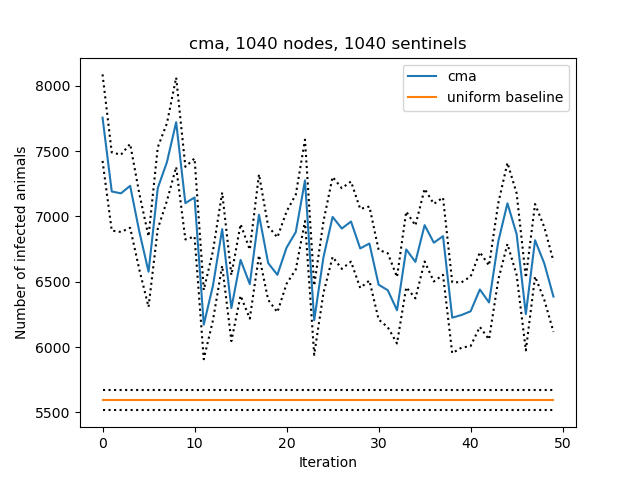 cma, 1040 nodes, 1040 sentinels
cma
uniform baseline
Number of infected animals
8000
7500
7000
6500
6000
5500
0
10
20
30
40
50
Iteration